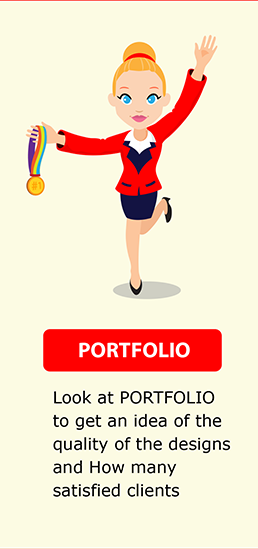 #1
PORTFOLIO
Look at PORTFOLIO
to get an idea of the
quality of the designs
and How many
satisfied clients